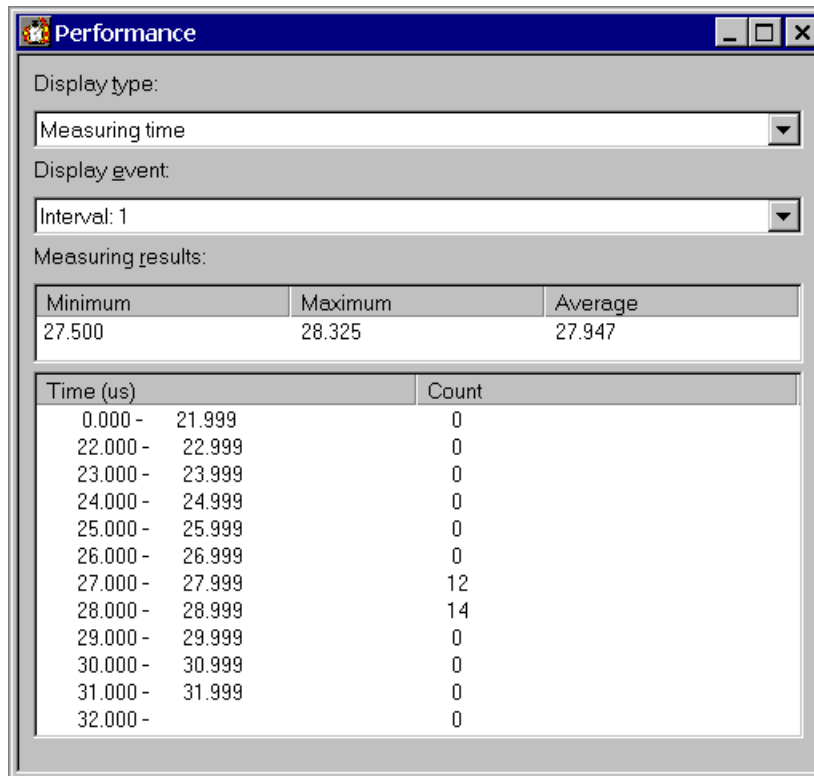 Performance
Display type:
Measuring time
Display event:
Interval: 1
Measuring results:
Minimum Maximum Average
27.500 28.325 27.947
Time (us) Count
0.000 - 21.999 0
22.000 - 22.999 0
23.000 - 23.999 0
24.000 - 24.999 0
25.000 - 25.999 0
26.000 - 26.999 0
27.000 - 27.999 12
28.000 - 28.999 14
29.000 - 29.999 0
30.000 - 30.999 0
31.000 - 31.999 0
32.000 - 0